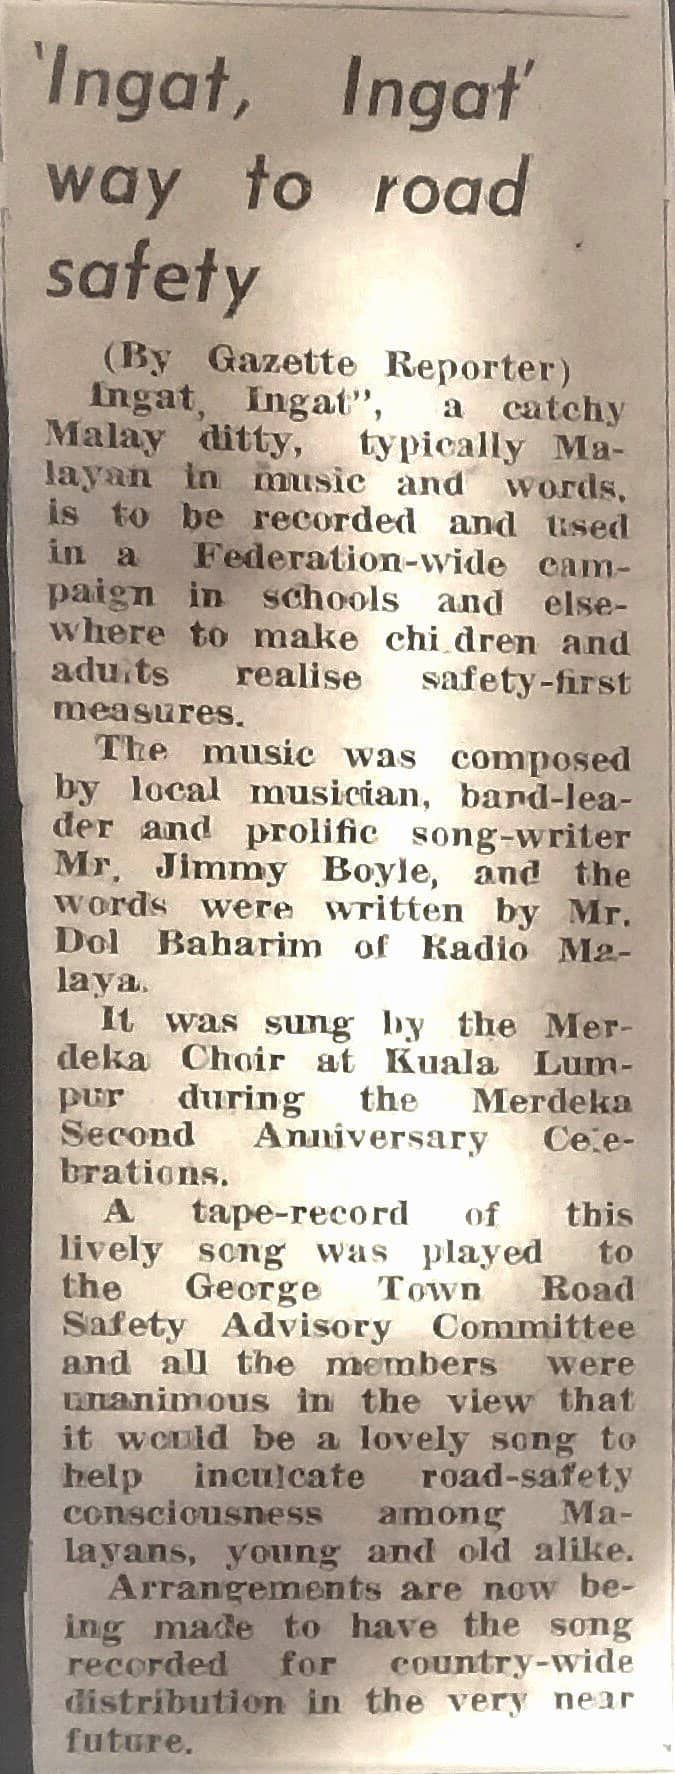 'Ingat, Ingat'
way to road
safety
(By Gazette Reporter)
Ingat, Ingat", a catchy
Malay ditty, typically Ma-
layan in music and words,
is to be recorded and used
in a Federation-wide cam-
paign in schools and else-
where to make chi dren and
adults realise safety-first
measures.
The music was composed
by local musician, band-lea-
der and prolific song-writer
Mr. Jimmy Boyle, and the
words were written by Mr.
Dol Baharim of Radio Ma-
laya.
It was sung by the Mer-
deka Choir at Kuala Lum-
pur during the Merdeka
Second Anniversary Cele-
brations.
A tape-record of this
lively song was played to
the George Town Road
Safety Advisory Committee
and all the members were
unanimous in the view that
it would be a lovely song to
help inculcate road-safety
consciousness among Ma-
layans, young and old alike.
Arrangements are now be-
ing made to have the song
recorded for country-wide
distribution in the very near
future.